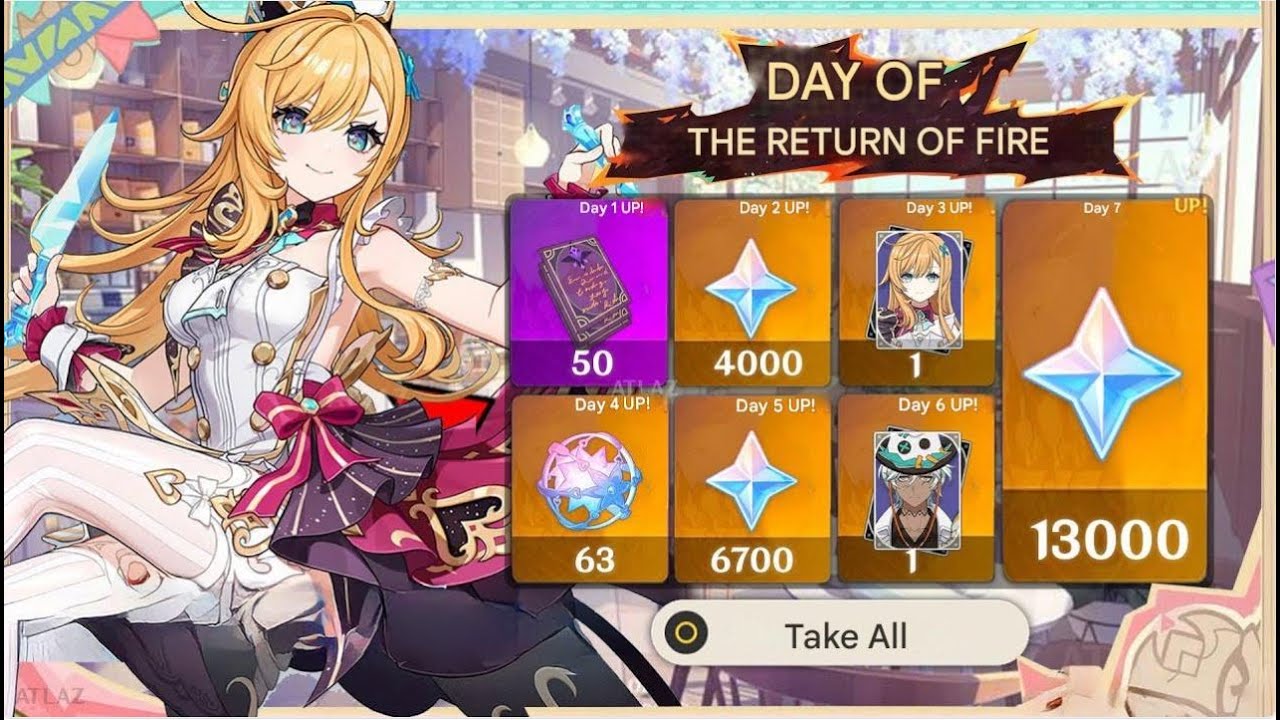 DAY OF
THE RETURN OF FIRE
Day 1 UP!
50
Day 2 UP!
4000
Day 3 UP!
1
Day 7 UP!
13000
Day 4 UP!
63
Day 5 UP!
6700
Day 6 UP!
1
Take All
ATLAZ
ATLAZ